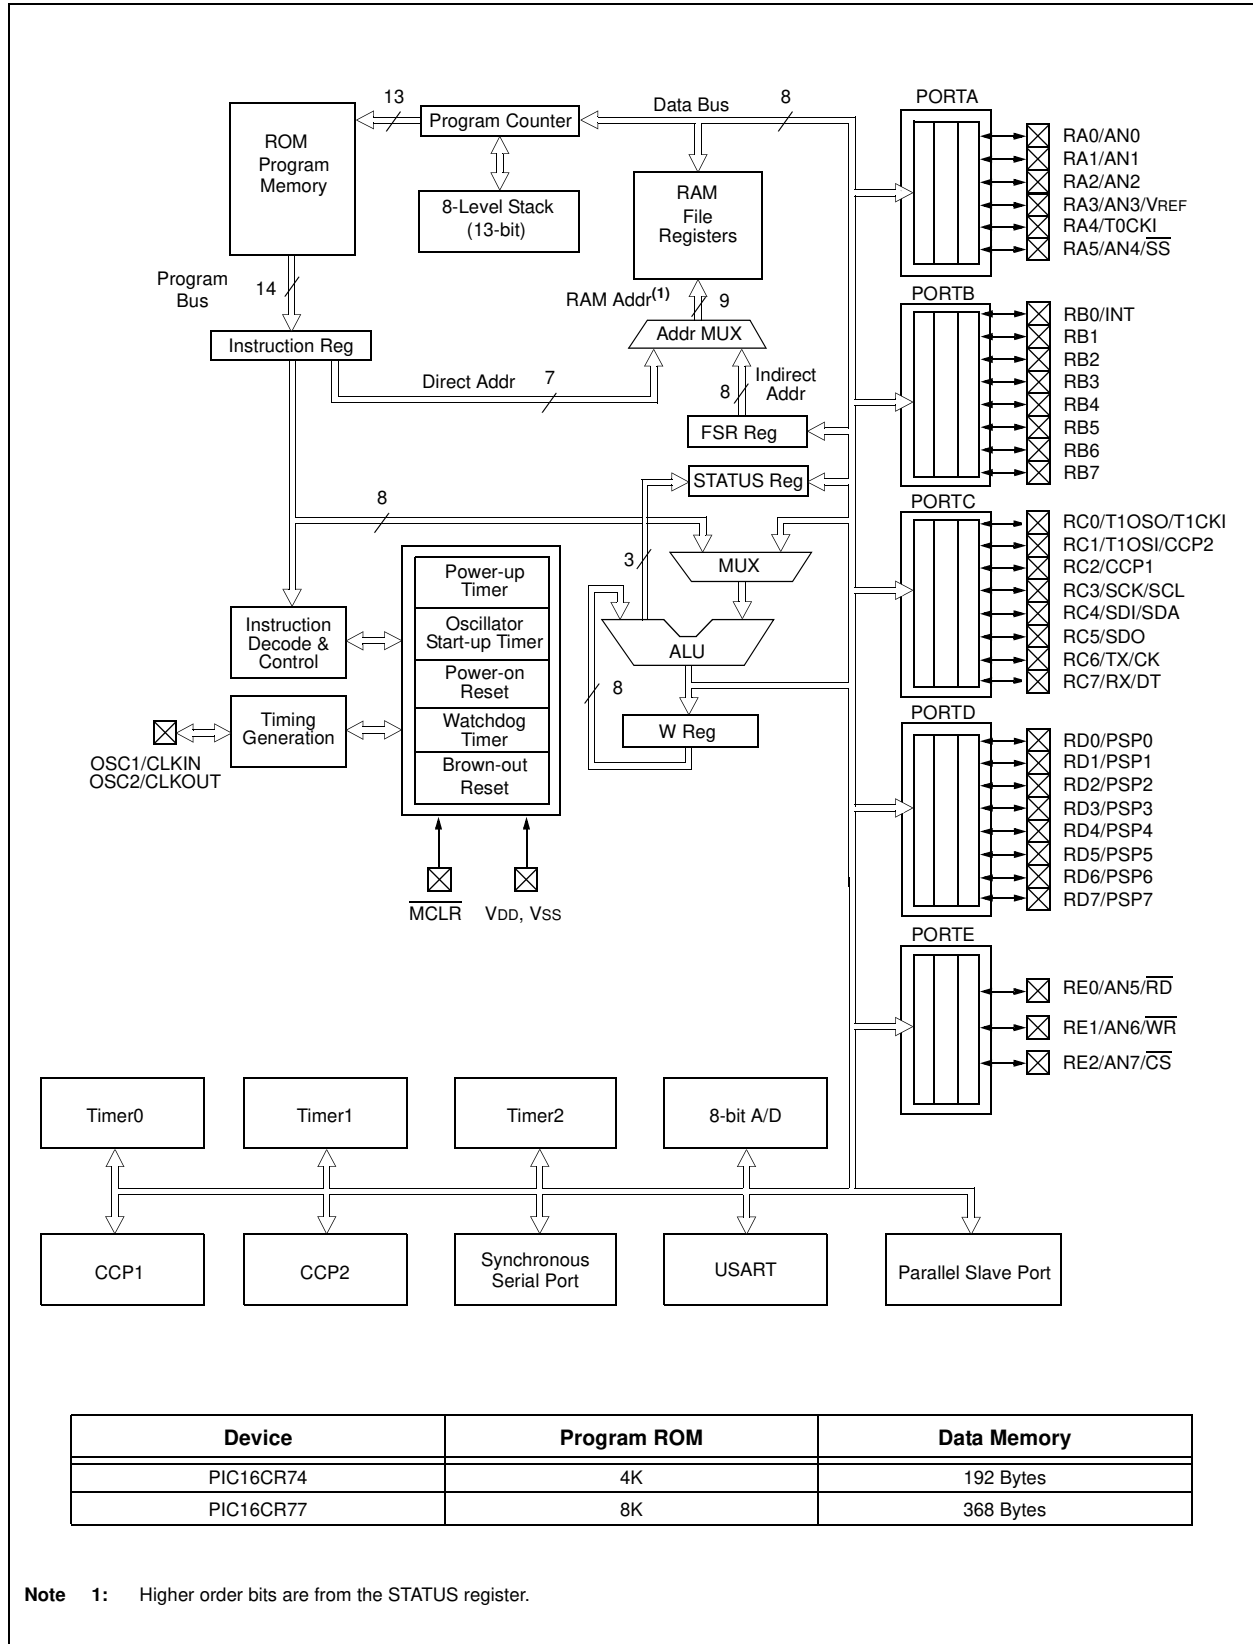 ROM
Program
Memory
13
Program Counter
8-Level Stack
(13-bit)
Data Bus
8
RAM
File
Registers
Program
Bus
14
Instruction Reg
RAM Addr(1)
9
Addr MUX
Direct Addr
7
8
Indirect
Addr
FSR Reg
STATUS Reg
8
3
MUX
ALU
8
W Reg
Power-up
Timer
Oscillator
Start-up Timer
Power-on
Reset
Watchdog
Timer
Brown-out
Reset
Instruction
Decode &
Control
Timing
Generation
OSC1/CLKIN
OSC2/CLKOUT
MCLR
VDD, VSS
PORTA
RA0/AN0
RA1/AN1
RA2/AN2
RA3/AN3/VREF
RA4/T0CKI
RA5/AN4/SS
PORTB
RB0/INT
RB1
RB2
RB3
RB4
RB5
RB6
RB7
PORTC
RC0/T1OSO/T1CKI
RC1/T1OSI/CCP2
RC2/CCP1
RC3/SCK/SCL
RC4/SDI/SDA
RC5/SDO
RC6/TX/CK
RC7/RX/DT
PORTD
RD0/PSP0
RD1/PSP1
RD2/PSP2
RD3/PSP3
RD4/PSP4
RD5/PSP5
RD6/PSP6
RD7/PSP7
PORTE
RE0/AN5/RD
RE1/AN6/WR
RE2/AN7/CS
Timer0
Timer1
Timer2
8-bit A/D
CCP1
CCP2
Synchronous
Serial Port
USART
Parallel Slave Port
Device Program ROM Data Memory
PIC16CR74 4K 192 Bytes
PIC16CR77 8K 368 Bytes
Note 1: Higher order bits are from the STATUS register.